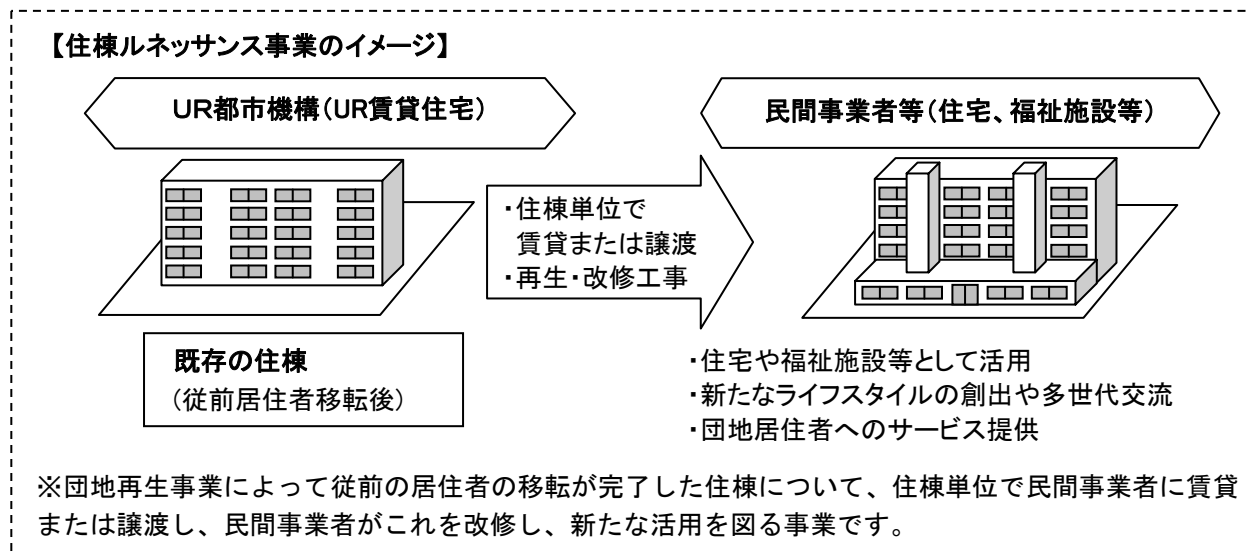 【住棟ルネッサンス事業のイメージ】
UR都市機構(UR賃貸住宅)
民間事業者等(住宅、福祉施設等)
・住棟単位で
賃貸または譲渡
・再生・改修工事
既存の住棟
(従前居住者移転後)
・住宅や福祉施設等として活用
・新たなライフスタイルの創出や多世代交流
・団地居住者へのサービス提供
※団地再生事業によって従前の居住者の移転が完了した住棟について、住棟単位で民間事業者に賃貸
または譲渡し、民間事業者がこれを改修し、新たな活用を図る事業です。